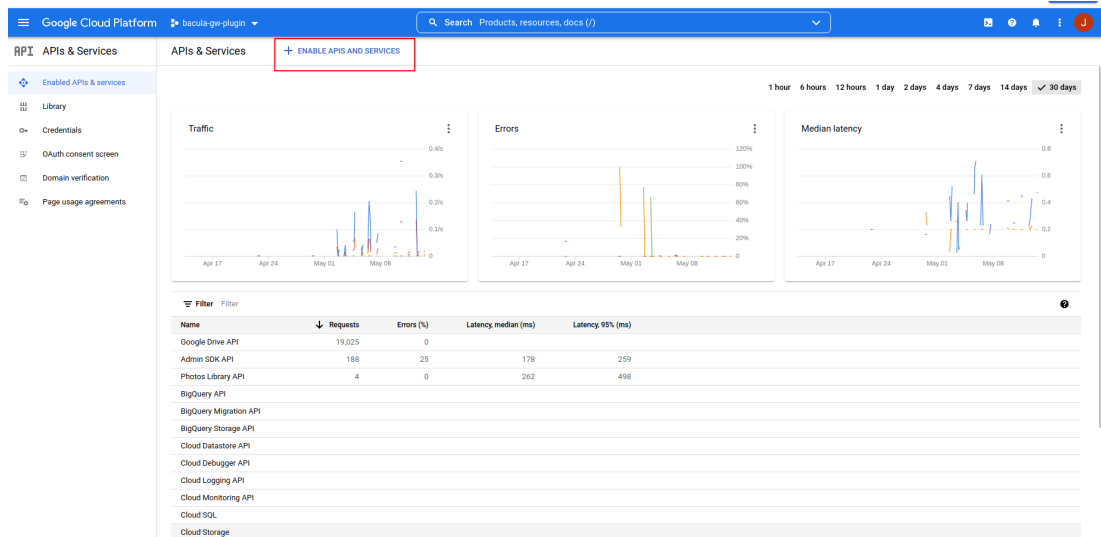 Google Cloud Platform bacula-gw-plugin Search Products, resources, docs (/) J
API APIs & Services APIs & Services + ENABLE APIS AND SERVICES
Enabled APIs & services
Library
Credentials
OAuth consent screen
Domain verification
Page usage agreements
1 hour 6 hours 12 hours 1 day 2 days 4 days 7 days 14 days 30 days
Traffic
0.4/s
0.3/s
0.2/s
0.1/s
0
Apr 17 Apr 24 May 01 May 08
Errors
120%
100%
80%
60%
40%
20%
0
Apr 17 Apr 24 May 01 May 08
Median latency
0.8
0.6
0.4
0.2
0
Apr 17 Apr 24 May 01 May 08
Filter Filter
Name Requests Errors (%) Latency, median (ms) Latency, 95% (ms)
Google Drive API 19,025 0
Admin SDK API 188 25 178 259
Photos Library API 4 0 262 498
BigQuery API
BigQuery Migration API
BigQuery Storage API
Cloud Datastore API
Cloud Debugger API
Cloud Logging API
Cloud Monitoring API
Cloud SQL
Cloud Storage